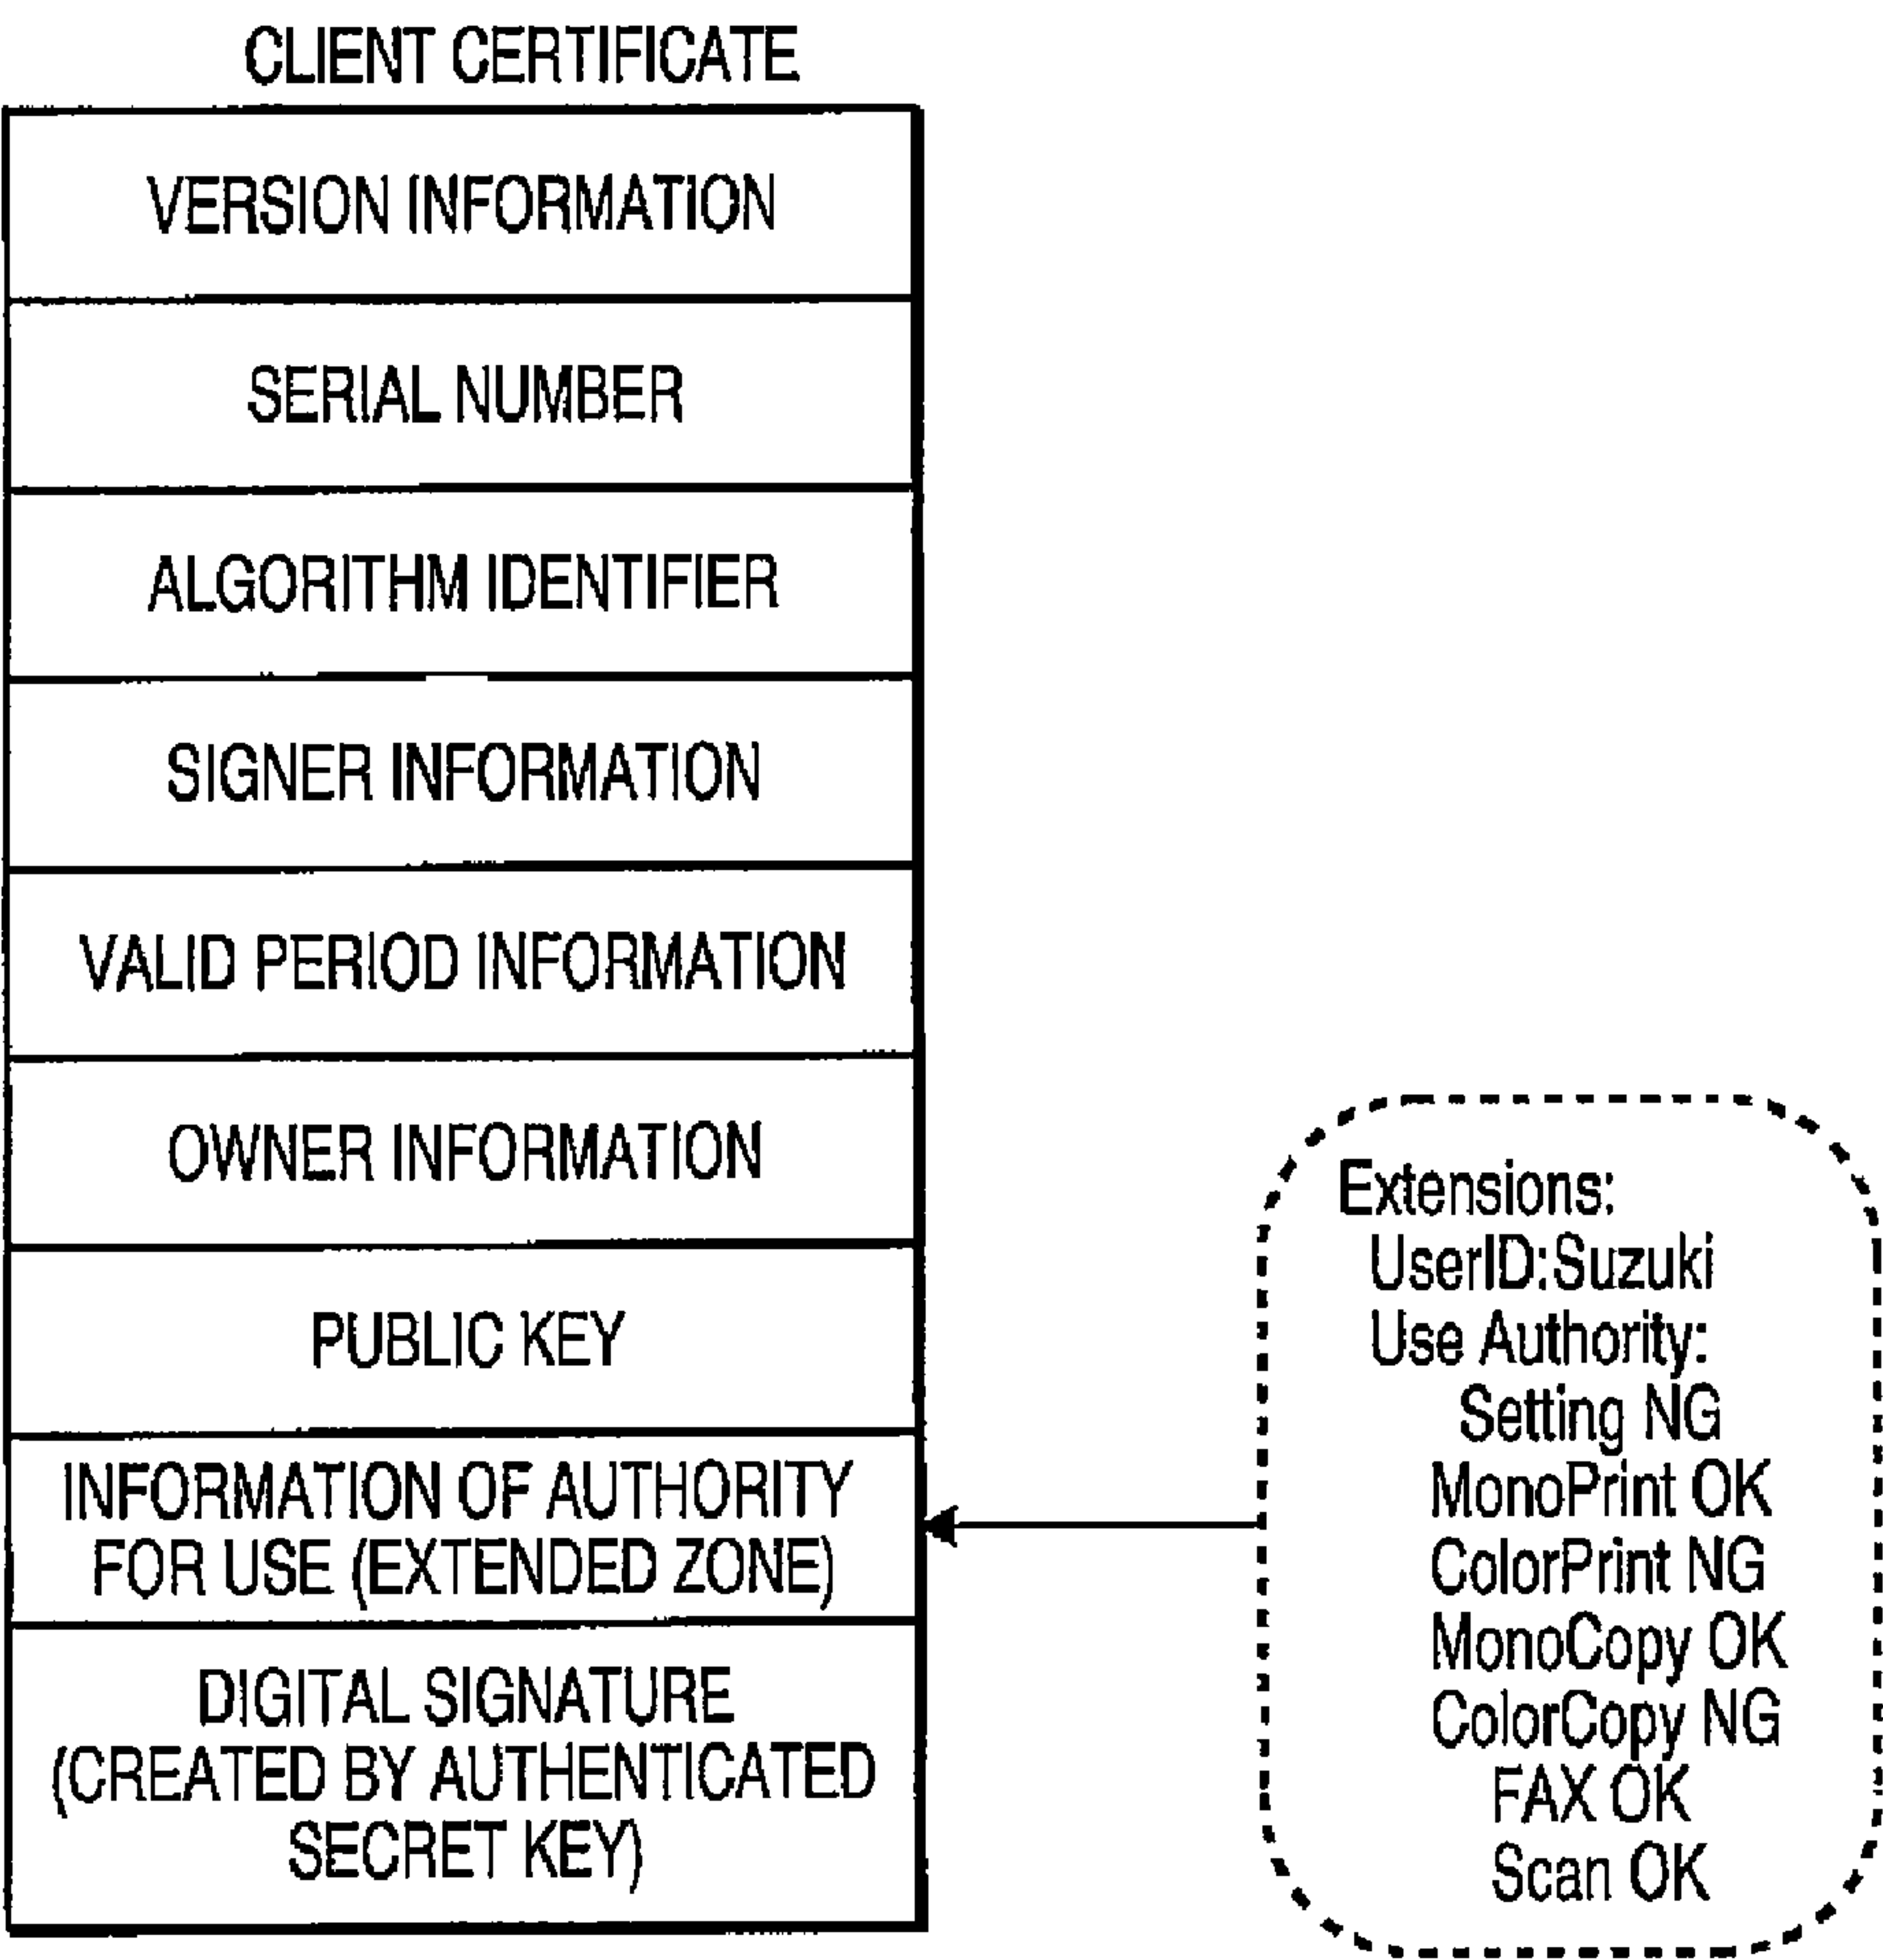 CLIENT CERTIFICATE
VERSION INFORMATION
SERIAL NUMBER
ALGORITHM IDENTIFIER
SIGNER INFORMATION
VALID PERIOD INFORMATION
OWNER INFORMATION
PUBLIC KEY
INFORMATION OF AUTHORITY
FOR USE (EXTENDED ZONE)
DIGITAL SIGNATURE
(CREATED BY AUTHENTICATED
SECRET KEY)
Extensions:
UserID:Suzuki
Use Authority:
Setting NG
MonoPrint OK
ColorPrint NG
MonoCopy OK
ColorCopy NG
FAX OK
Scan OK